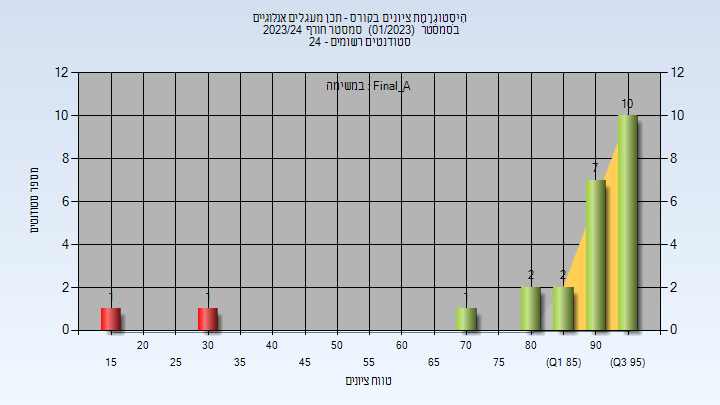 היסטוגרמת ציונים בקורס - תכן מעגלים אנלוגיים
בסמסטר (01/2023) סמסטר חורף 2023/24
סטודנטים רשומים - 24
במשימה : Final_A
12 12
10 10
8 8
6 6
4 4
2 2
0 0
1 1 1 2 2 7 10
מספר סטודנטים
20 30 40 50 60 70 80 90
15 25 35 45 55 65 75 (Q1 85) (Q3 95)
טווח ציונים